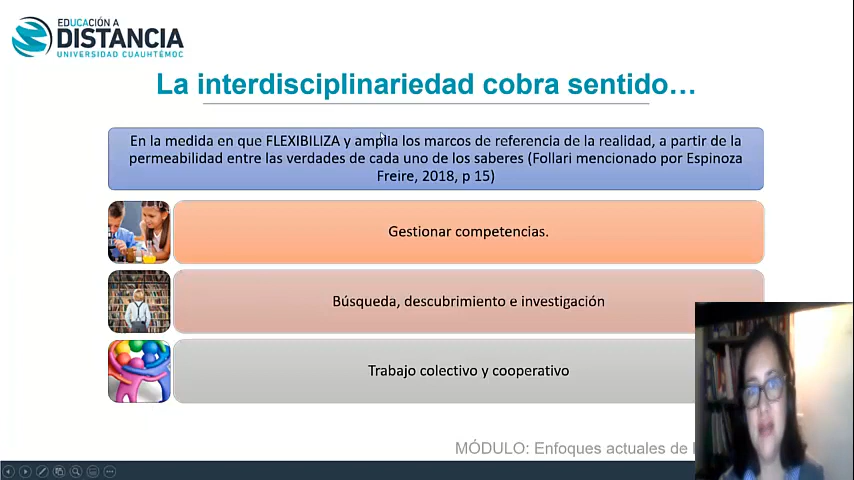 EDUCACIÓN A
DISTANCIA
UNIVERSIDAD CUAUHTÉMOC
La interdisciplinariedad cobra sentido…
En la medida en que FLEXIBILIZA y amplia los marcos de referencia de la realidad, a partir de la
permeabilidad entre las verdades de cada uno de los saberes (Follari mencionado por Espinoza
Freire, 2018, p 15)
Gestionar competencias.
Búsqueda, descubrimiento e investigación
Trabajo colectivo y cooperativo
MÓDULO: Enfoques actuales de